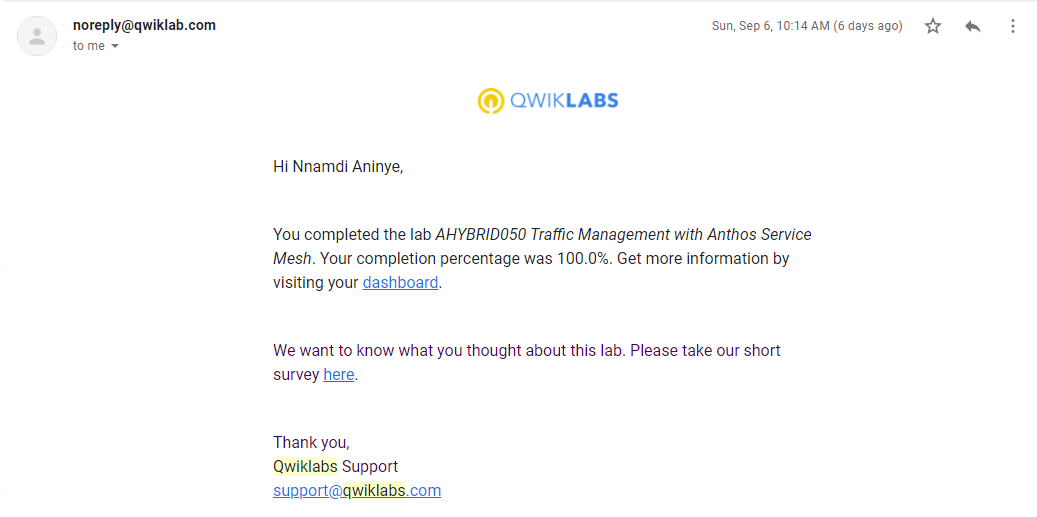 noreply@qwiklab.com
Sun, Sep 6, 10:14 AM (6 days ago)
to me
QWIKLABS
Hi Nnamdi Aninye,
You completed the lab AHYBRID050 Traffic Management with Anthos Service
Mesh. Your completion percentage was 100.0%. Get more information by
visiting your dashboard.
We want to know what you thought about this lab. Please take our short
survey here.
Thank you,
Qwiklabs Support
support@qwiklabs.com